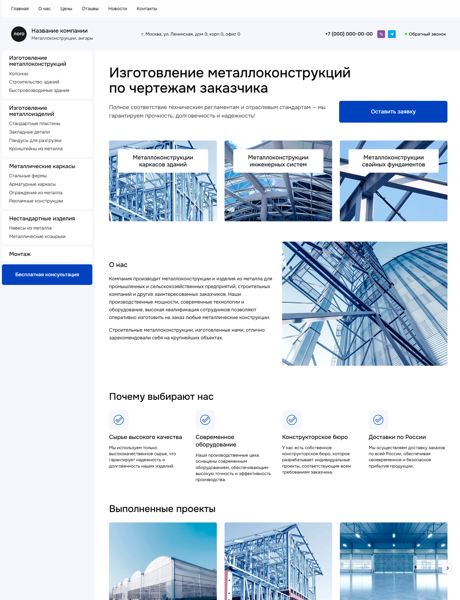 Главная О нас Цены Отзывы Новости Контакты
лого
Название компании
Металлоконструкции, ангары
г. Москва, ул. Ленинская, дом 0, корп 0, офис 0
+7 (000) 000-00-00
Обратный звонок
Изготовление
металлоконструкций
Колонны
Строительство зданий
Быстровозводимые здания
Изготовление
металлоизделий
Стандартные пластины
Закладные детали
Пандусы для разгрузки
Кронштейны из металла
Металлические каркасы
Стальные фермы
Арматурные каркасы
Ограждения из металла
Рекламные конструкции
Нестандартные изделия
Навесы из металла
Металлические козырьки
Монтаж
Бесплатная консультация
Изготовление металлоконструкций
по чертежам заказчика
Полное соответствие техническим регламентам и отраслевым стандартам — мы
гарантируем прочность, долговечность и надежность!
Оставить заявку
Металлоконструкции
каркасов зданий
Металлоконструкции
инженерных систем
Металлоконструкции
свайных фундаментов
О нас
Компания производит металлоконструкции и изделия из металла для
промышленных и сельскохозяйственных предприятий, строительных
компаний и других заинтересованных заказчиков. Наши
производственные мощности, современные технологии и
оборудование, высокая квалификация сотрудников позволяют
оперативно изготовить на заказ любые металлические конструкции.
Строительные металлоконструкции, изготовленные нами, отлично
зарекомендовали себя на крупнейших объектах.
Почему выбирают нас
Сырье высокого качества
Мы используем только
высококачественное сырье, что
гарантирует надежность и
долговечность наших изделий.
Современное
оборудование
Наши производственные цеха
оснащены современным
оборудованием, обеспечивающим
высокую точность и эффективность
производства.
Конструкторское бюро
У нас есть собственное
конструкторское бюро, которое
разрабатывает индивидуальные
проекты, соответствующие всем
требованиям заказчика.
Доставки по России
Мы осуществляем доставку заказов
по всей России, обеспечивая
своевременное и безопасное
прибытие продукции.
Выполненные проекты